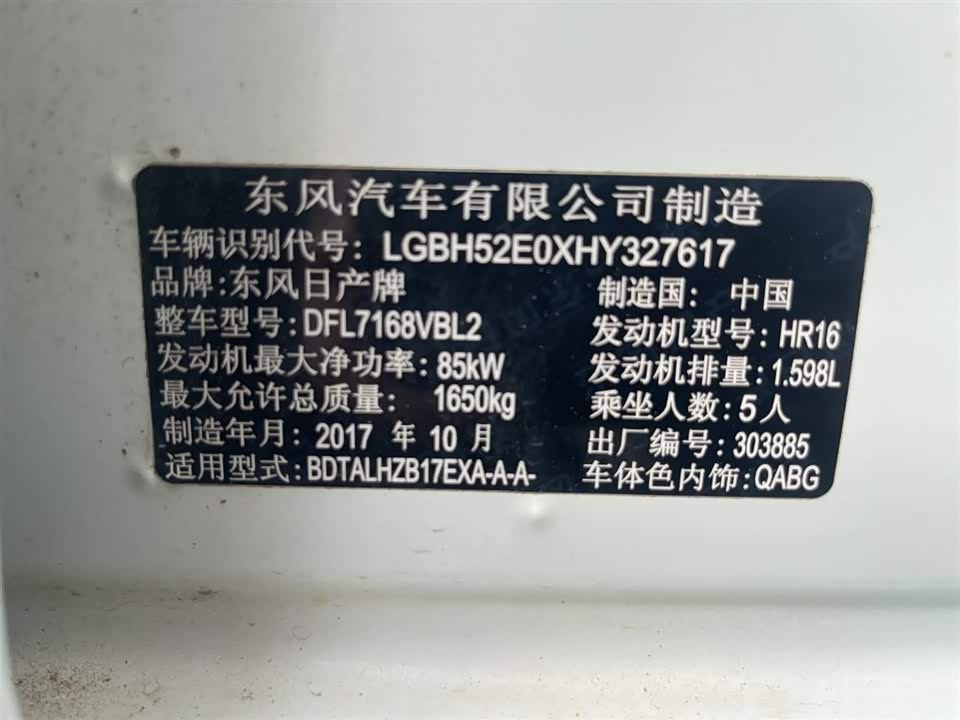 东风汽车有限公司制造
车辆识别代号: LGBH52E0XHY327617
品牌:东风日产牌 制造国: 中国
整车型号:DFL7168VBL2 发动机型号: HR16
发动机最大净功率: 85kW 发动机排量:1.598L
最大允许总质量: 1650kg 乘坐人数:5人
制造年月: 2017 年 10 月 出厂编号: 303885
适用型式:BDTALHZB17EXA-A-A- 车体色内饰:QABG